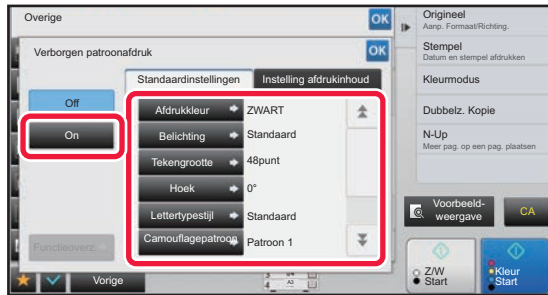 Overige
OK
Verborgen patroonafdruk
OK
Standaardinstellingen
Instelling afdrukinhoud
Off
On
Afdrukkleur
ZWART
Belichting
Standaard
Tekengrootte
48punt
Hoek
0°
Lettertypestijl
Standaard
Camouflagepatroon
Patroon 1
Functieoverz.
Vorige
Origineel
Aanp. Formaat/Richting.
Stempel
Datum en stempel afdrukken
Kleurmodus
Dubbelz. Kopie
N-Up
Meer pag. op een pag. plaatsen
Voorbeeld-
weergave
CA
Z/W
Start
Kleur
Start